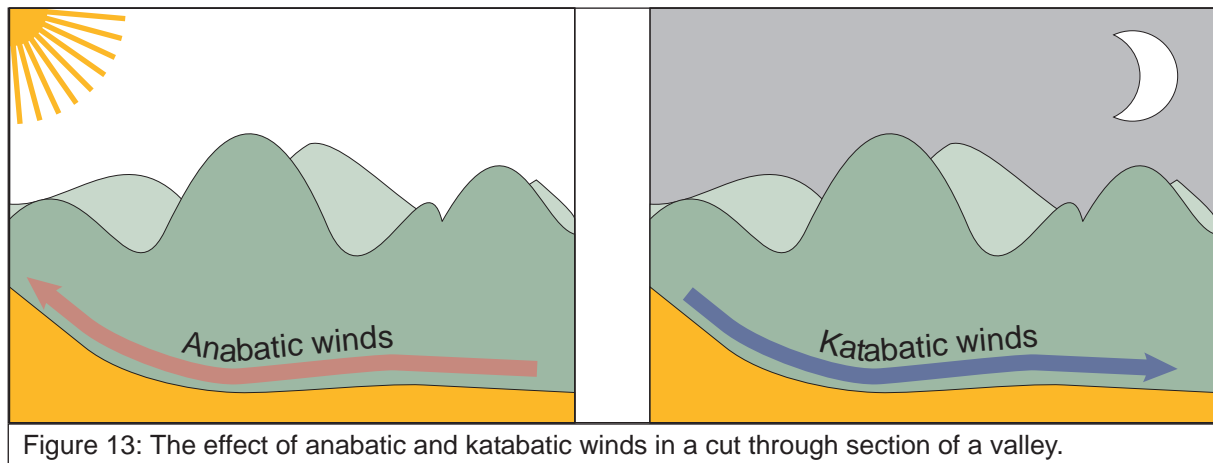 Anabatic winds
Katabatic winds
Figure 13: The effect of anabatic and katabatic winds in a cut through section of a valley.